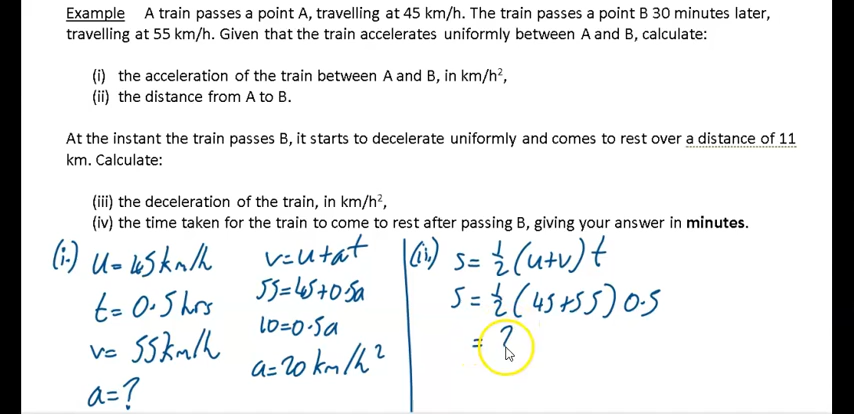 Example A train passes a point A, travelling at 45 km/h. The train passes a point B 30 minutes later,
travelling at 55 km/h. Given that the train accelerates uniformly between A and B, calculate:
(i) the acceleration of the train between A and B, in km/h²,
(ii) the distance from A to B.
At the instant the train passes B, it starts to decelerate uniformly and comes to rest over a distance of 11
km. Calculate:
(iii) the deceleration of the train, in km/h²,
(iv) the time taken for the train to come to rest after passing B, giving your answer in minutes.
(i.) u= 45km/h
t= 0.5 hrs
v= 55km/h
a=?
v=u+at
55=45+0.5a
10=0.5a
a=20 km/h²
(ii) s= ½(u+v)t
s= ½(45+55)0.5
= ?